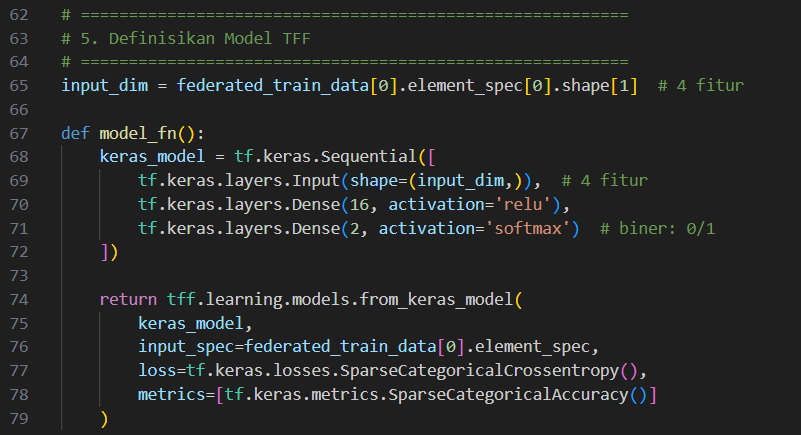 62 # =========================================================
63 # 5. Definisikan Model TFF
64 # =========================================================
65 input_dim = federated_train_data[0].element_spec[0].shape[1]  # 4 fitur
66
67 def model_fn():
68     keras_model = tf.keras.Sequential([
69         tf.keras.layers.Input(shape=(input_dim,)),  # 4 fitur
70         tf.keras.layers.Dense(16, activation='relu'),
71         tf.keras.layers.Dense(2, activation='softmax')  # biner: 0/1
72     ])
73
74     return tff.learning.models.from_keras_model(
75         keras_model,
76         input_spec=federated_train_data[0].element_spec,
77         loss=tf.keras.losses.SparseCategoricalCrossentropy(),
78         metrics=[tf.keras.metrics.SparseCategoricalAccuracy()]
79     )